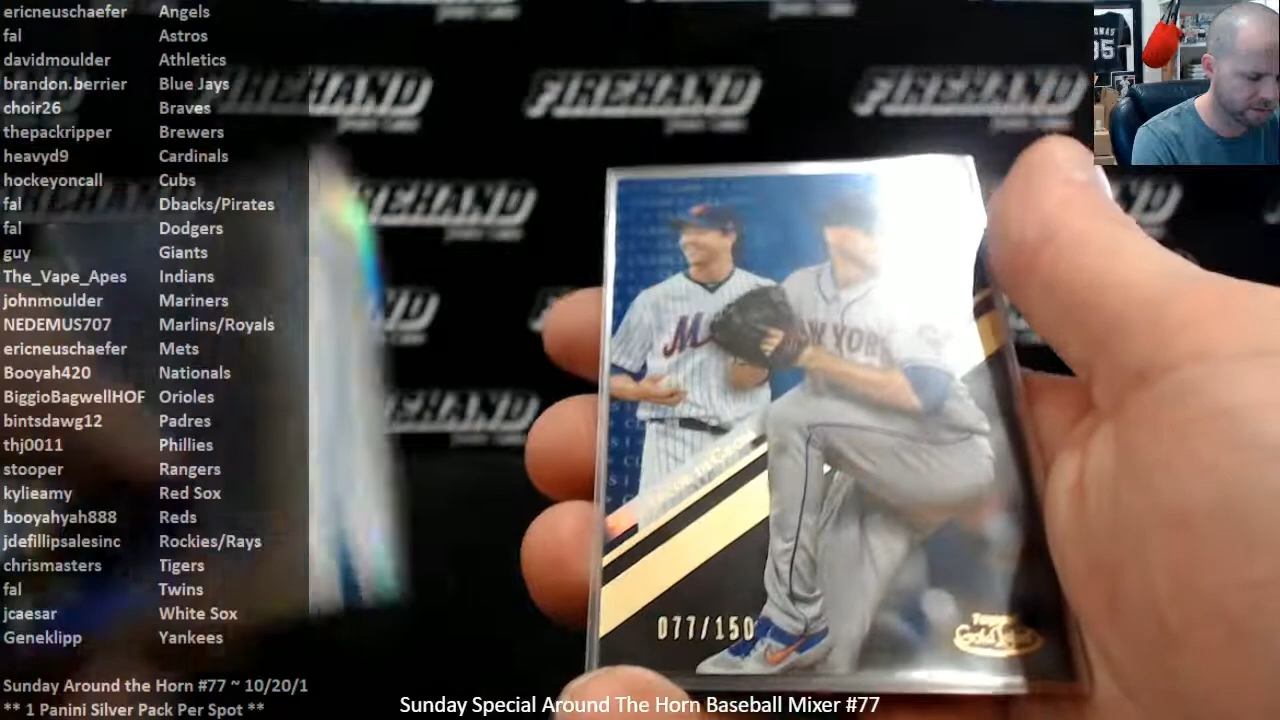 ericneuschaefer Angels
fal Astros
davidmoulder Athletics
brandon.berrier Blue Jays
choir26 Braves
thepackripper Brewers
heavyd9 Cardinals
hockeyoncall Cubs
fal Dbacks/Pirates
fal Dodgers
guy Giants
The_Vape_Apes Indians
johnmoulder Mariners
NEDEMUS707 Marlins/Royals
ericneuschaefer Mets
Booyah420 Nationals
BiggioBagwellHOF Orioles
bintsdawg12 Padres
thj0011 Phillies
stooper Rangers
kylieamy Red Sox
booyahyah888 Reds
jdefillipsalesinc Rockies/Rays
chrismasters Tigers
fal Twins
jcaesar White Sox
Geneklipp Yankees
Sunday Around the Horn #77 ~ 10/20/1
** 1 Panini Silver Pack Per Spot **
FIREHAND
FIREHAND
FIREHAND
FIREHAND
FIREHAND
077/150
Topps
Gold Label
Sunday Special Around The Horn Baseball Mixer #77